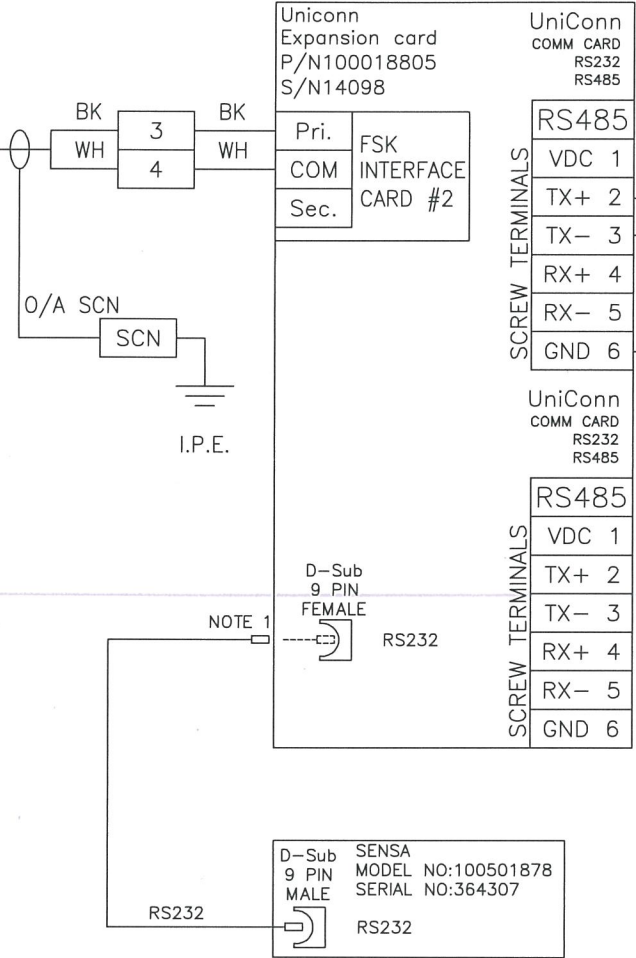 Uniconn
Expansion card
P/N100018805
S/N14098
UniConn
COMM CARD
RS232
RS485
BK
3
BK
WH
4
WH
Pri.
COM
Sec.
FSK
INTERFACE
CARD #2
SCREW TERMINALS
RS485
VDC 1
TX+ 2
TX- 3
RX+ 4
RX- 5
GND 6
O/A SCN
SCN
I.P.E.
UniConn
COMM CARD
RS232
RS485
SCREW TERMINALS
RS485
VDC 1
TX+ 2
TX- 3
RX+ 4
RX- 5
GND 6
D-Sub
9 PIN
FEMALE
NOTE 1
RS232
D-Sub
9 PIN
MALE
SENSA
MODEL NO:100501878
SERIAL NO:364307
RS232
RS232